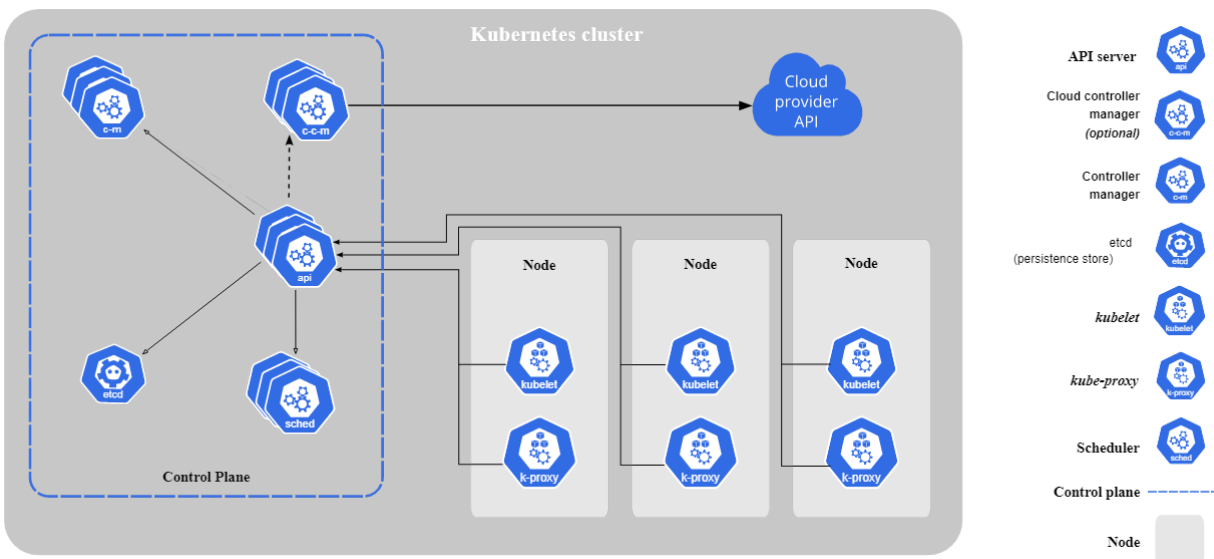 Kubernetes cluster
c-m
c-c-m
Cloud
provider
API
api
etcd
sched
Control Plane
Node
Node
Node
kubelet
kubelet
kubelet
k-proxy
k-proxy
k-proxy
API server
api
Cloud controller
manager
(optional)
c-c-m
Controller
manager
c-m
etcd
(persistence store)
etcd
kubelet
kubelet
kube-proxy
k-proxy
Scheduler
sched
Control plane
Node